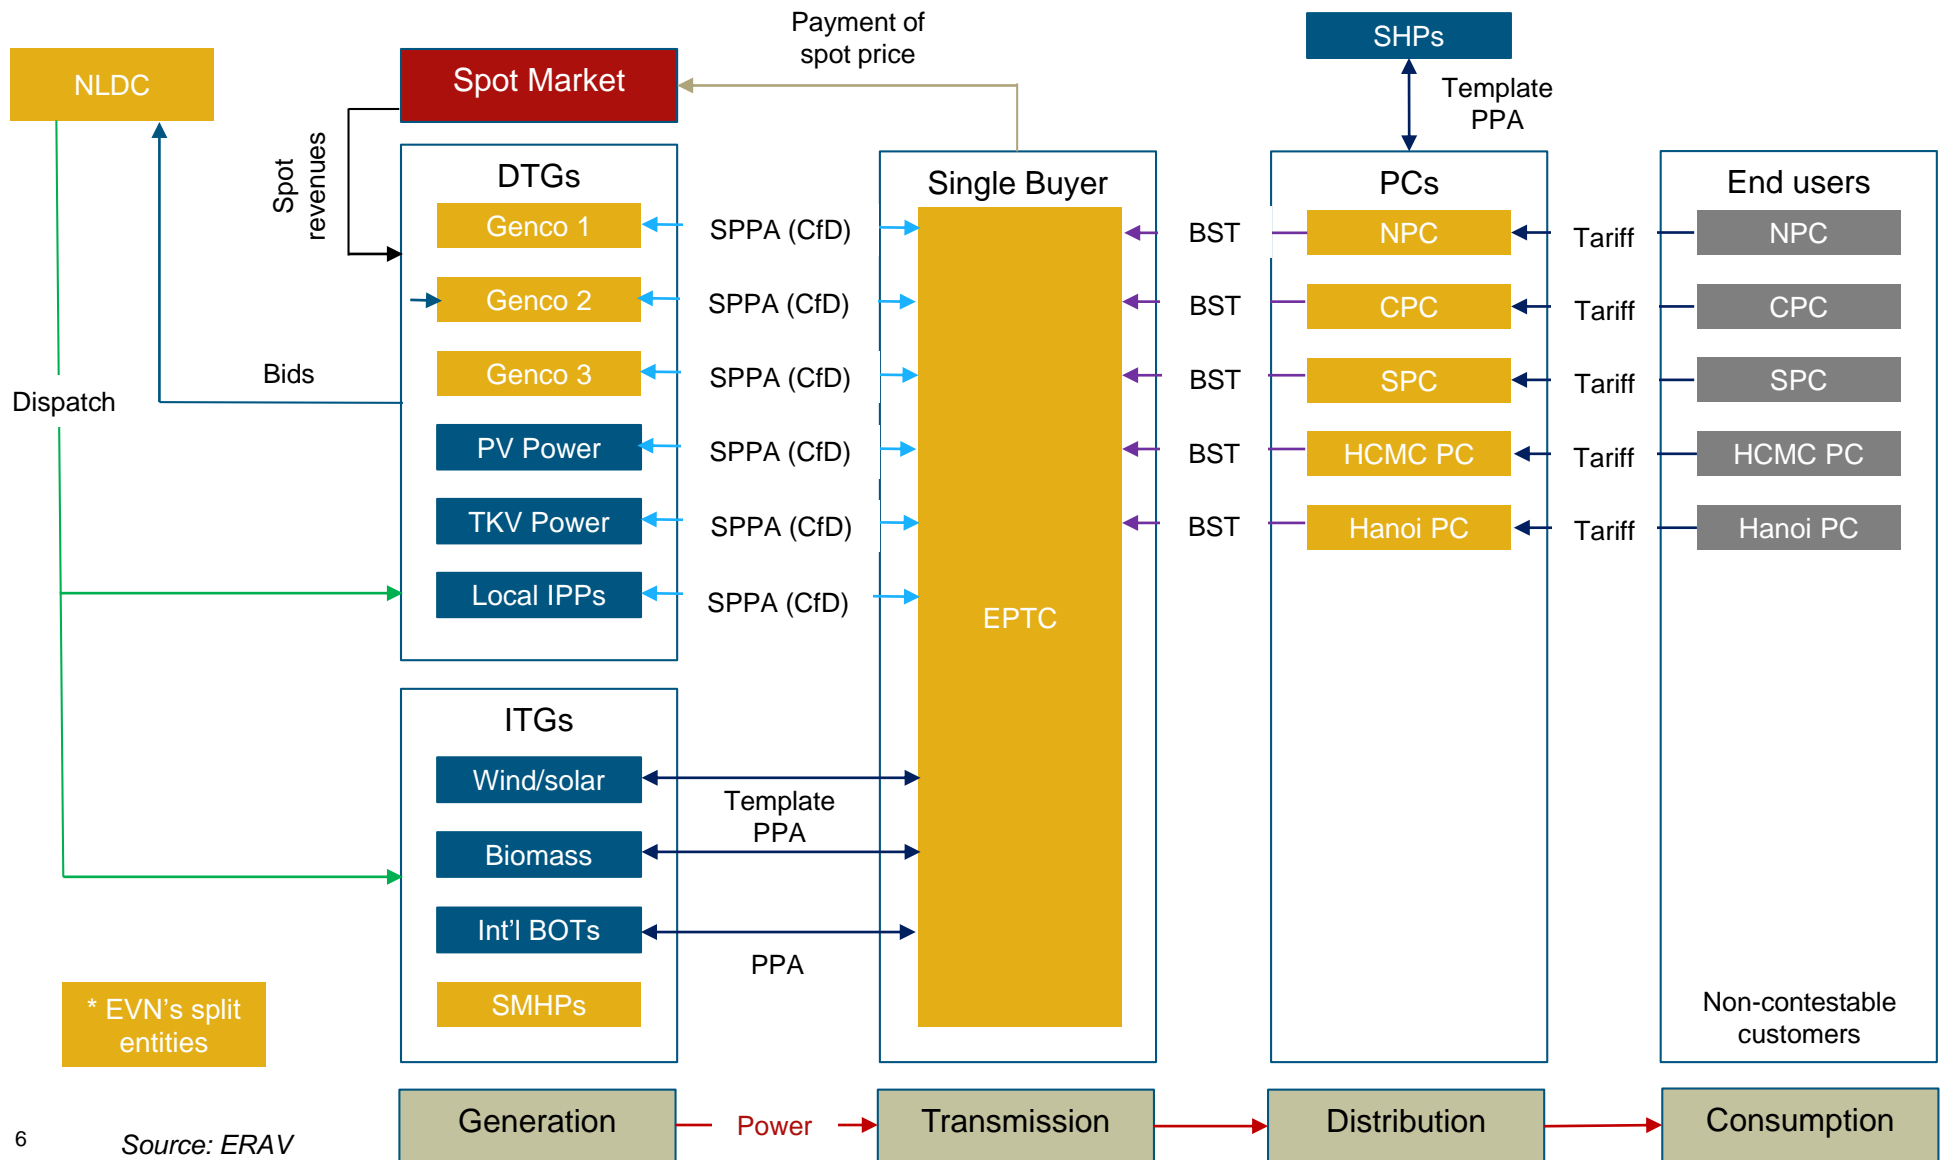 Payment of
spot price
SHPs
NLDC
Spot Market
Template
PPA
Spot
revenues
DTGs
Single Buyer
PCs
End users
Genco 1
SPPA (CfD)
BST
NPC
Tariff
NPC
Genco 2
SPPA (CfD)
BST
CPC
Tariff
CPC
Genco 3
SPPA (CfD)
BST
SPC
Tariff
SPC
Bids
Dispatch
PV Power
SPPA (CfD)
BST
HCMC PC
Tariff
HCMC PC
TKV Power
SPPA (CfD)
BST
Hanoi PC
Tariff
Hanoi PC
Local IPPs
SPPA (CfD)
EPTC
ITGs
Wind/solar
Template
PPA
Biomass
Int'l BOTs
PPA
SMHPs
* EVN's split
entities
Non-contestable
customers
Generation
Power
Transmission
Distribution
Consumption
6
Source: ERAV